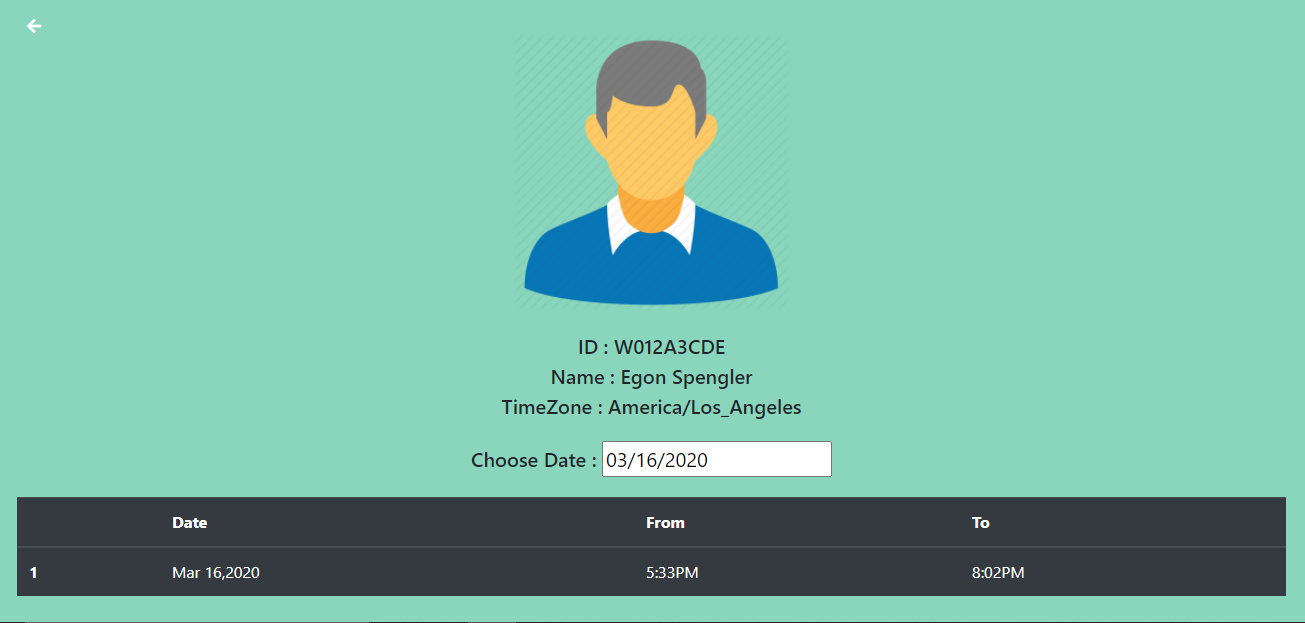 ID : W012A3CDE
Name : Egon Spengler
TimeZone : America/Los_Angeles
Choose Date : 03/16/2020
Date From To
1 Mar 16,2020 5:33PM 8:02PM